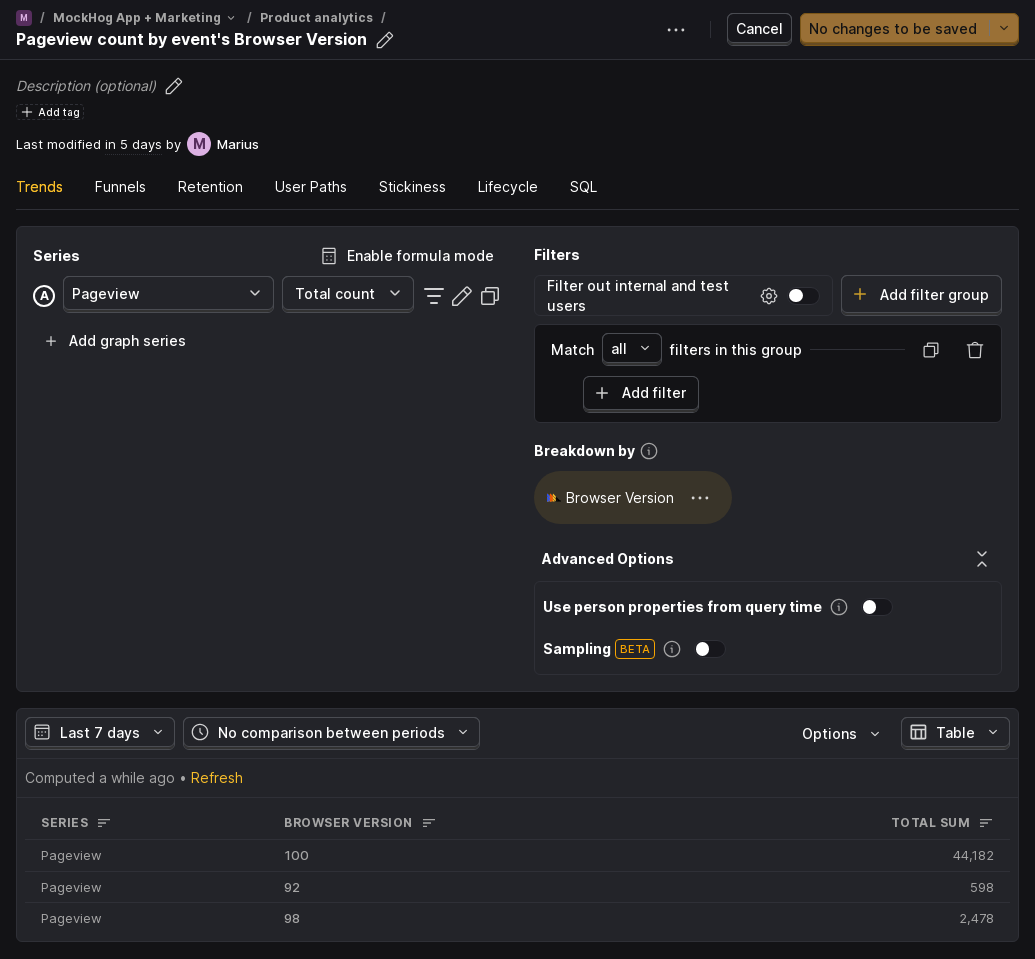 M / MockHog App + Marketing / Product analytics /
Pageview count by event's Browser Version
Cancel
No changes to be saved
Description (optional)
Add tag
Last modified in 5 days by M Marius
Trends Funnels Retention User Paths Stickiness Lifecycle SQL
Series
Enable formula mode
A Pageview Total count
Add graph series
Filters
Filter out internal and test
users
Add filter group
Match all filters in this group
Add filter
Breakdown by
Browser Version
Advanced Options
Use person properties from query time
Sampling BETA
Last 7 days No comparison between periods Options Table
Computed a while ago • Refresh
SERIES BROWSER VERSION TOTAL SUM
Pageview 100 44,182
Pageview 92 598
Pageview 98 2,478